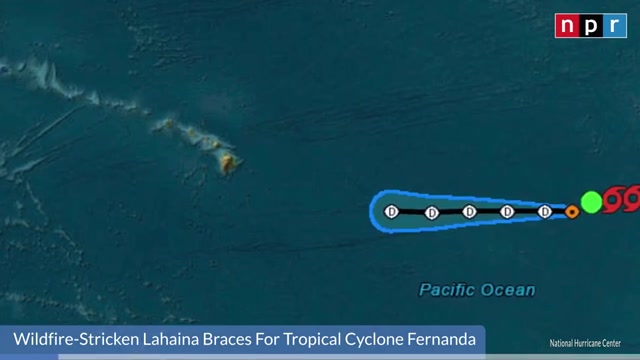 npr
D D D D D
Pacific Ocean
Wildfire-Stricken Lahaina Braces For Tropical Cyclone Fernanda
National Hurricane Center